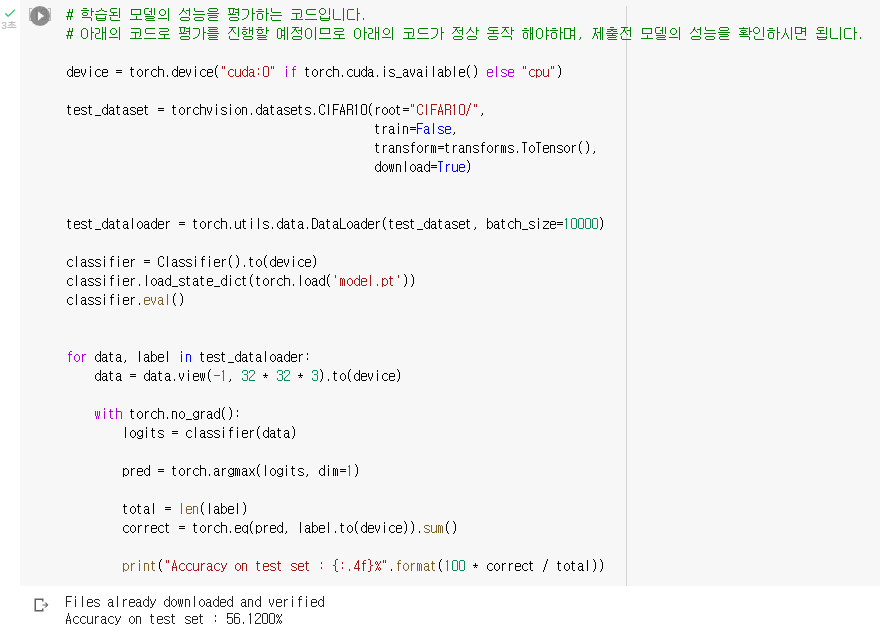 3초
# 학습된 모델의 성능을 평가하는 코드입니다.
# 아래의 코드로 평가를 진행할 예정이므로 아래의 코드가 정상 동작 해야하며, 제출전 모델의 성능을 확인하시면 됩니다.
device = torch.device("cuda:0" if torch.cuda.is_available() else "cpu")
test_dataset = torchvision.datasets.CIFAR10(root="CIFAR10/",
train=False,
transform=transforms.ToTensor(),
download=True)
test_dataloader = torch.utils.data.DataLoader(test_dataset, batch_size=10000)
classifier = Classifier().to(device)
classifier.load_state_dict(torch.load('model.pt'))
classifier.eval()
for data, label in test_dataloader:
data = data.view(-1, 32 * 32 * 3).to(device)
with torch.no_grad():
logits = classifier(data)
pred = torch.argmax(logits, dim=1)
total = len(label)
correct = torch.eq(pred, label.to(device)).sum()
print("Accuracy on test set : {:.4f}%".format(100 * correct / total))
Files already downloaded and verified
Accuracy on test set : 56.1200%